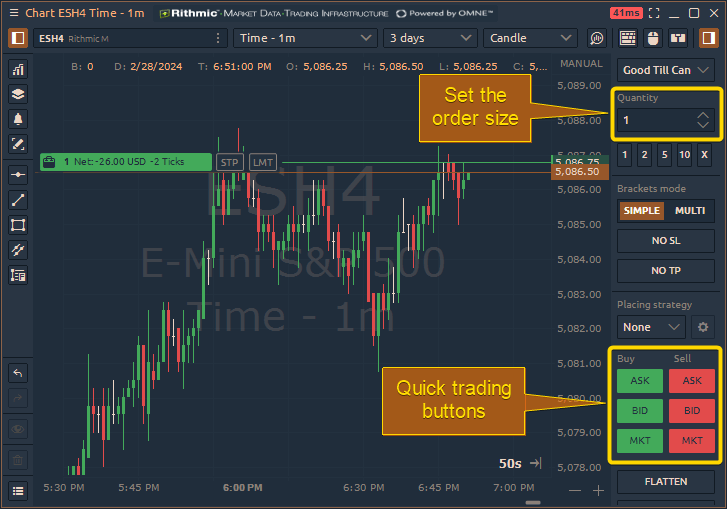 Chart ESH4 Time - 1m
Rithmic - Market Data-Trading Infrastructure
Powered by OMNE™
41ms
ESH4 Rithmic M
Time - 1m
3 days
Candle
B: 0 D: 2/28/2024 T: 6:51:00 PM O: 5,086.25 H: 5,086.50 L: 5,086.25 C: 5,...
MANUAL
5,089.00
5,088.00
5,087.00
5,086.75
5,086.50
5,086.00
5,085.00
5,084.00
5,083.00
5,082.00
5,081.00
5,080.00
5,079.00
5,078.00
Set the
order size
1 Net: -26.00 USD -2 Ticks
STP
LMT
ESH4
E-Mini S&P 500
Time - 1m
Quick trading
buttons
50s
5:30 PM
5:45 PM
6:00 PM
6:30 PM
6:45 PM
7:00 PM
Good Till Can
Quantity
1
1 2 5 10 X
Brackets mode
SIMPLE MULTI
NO SL
NO TP
Placing strategy
None
Buy Sell
ASK ASK
BID BID
MKT MKT
FLATTEN